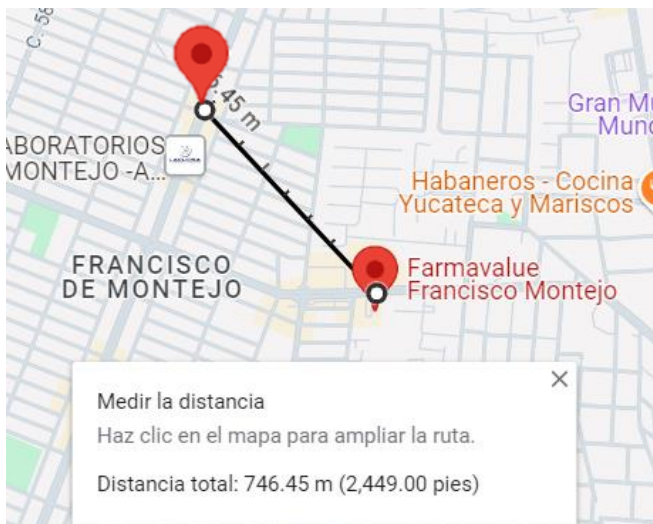 C. 58
6.45 m
Gran Mu
Mund
ABORATORIOS
MONTEJO -A...
Habaneros - Cocina
Yucateca y Mariscos
FRANCISCO
DE MONTEJO
Farmavalue
Francisco Montejo
Medir la distancia
Haz clic en el mapa para ampliar la ruta.
Distancia total: 746.45 m (2,449.00 pies)